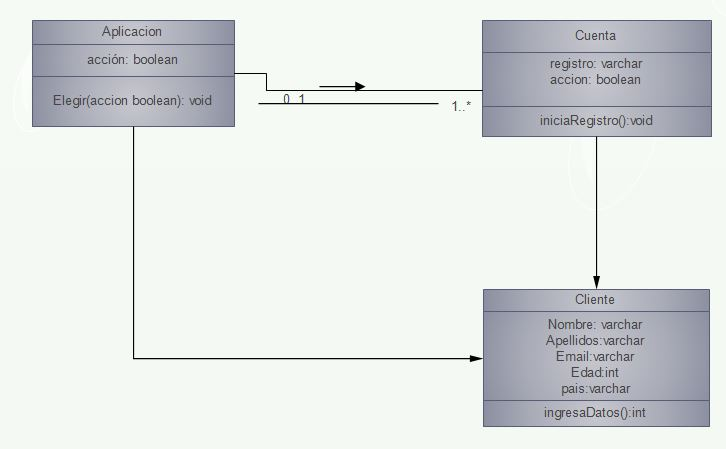 Aplicacion
acción: boolean
Elegir(accion boolean): void
0..1
1..*
Cuenta
registro: varchar
accion: boolean
iniciaRegistro():void
Cliente
Nombre: varchar
Apellidos:varchar
Email:varchar
Edad:int
pais:varchar
ingresaDatos():int